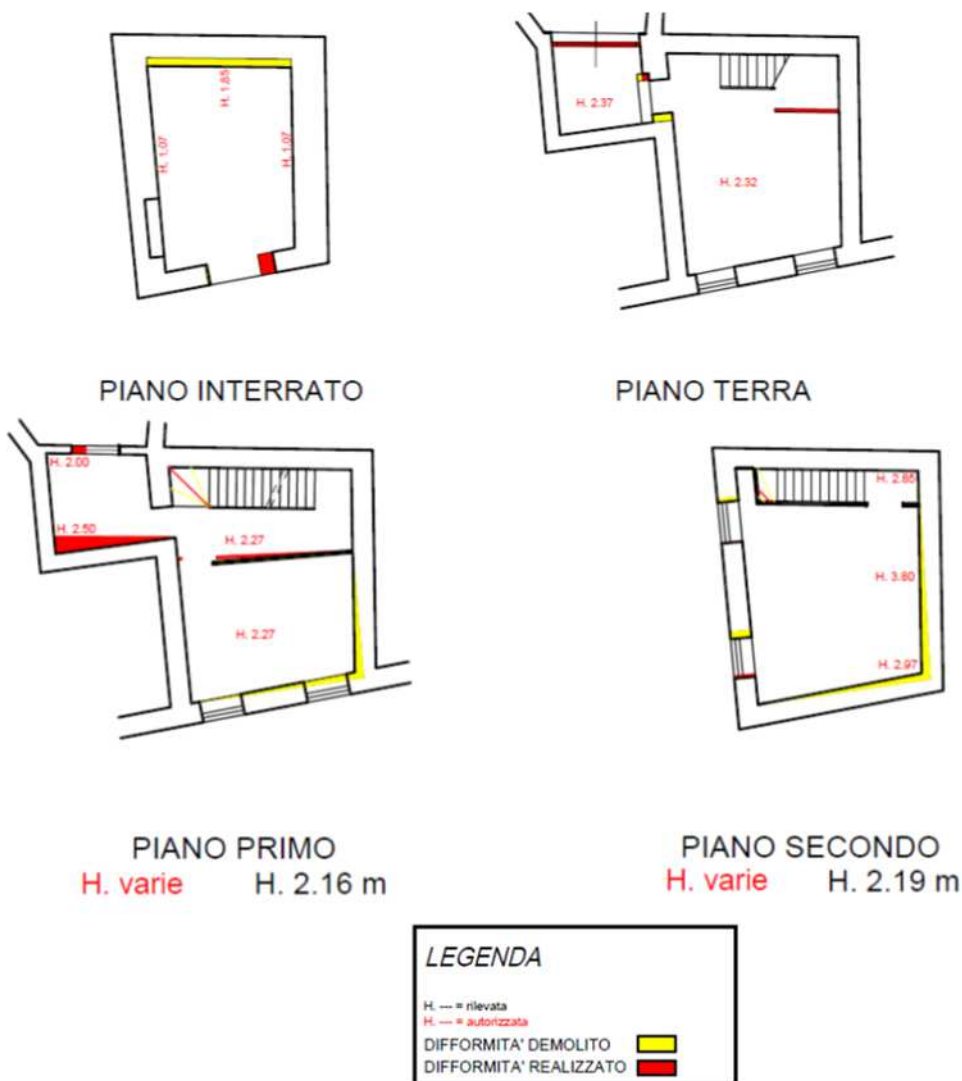 H. 1.85
H. 1.07
H. 1.07
H. 2.37
H. 2.32
PIANO INTERRATO
PIANO TERRA
H. 2.00
H. 2.50
H. 2.27
H. 2.27
H. 2.85
H. 3.80
H. 2.97
PIANO PRIMO
H. varie H. 2.16 m
PIANO SECONDO
H. varie H. 2.19 m
LEGENDA
H. --- = rilevata
H. --- = autorizzata
DIFFORMITA' DEMOLITO
DIFFORMITA' REALIZZATO